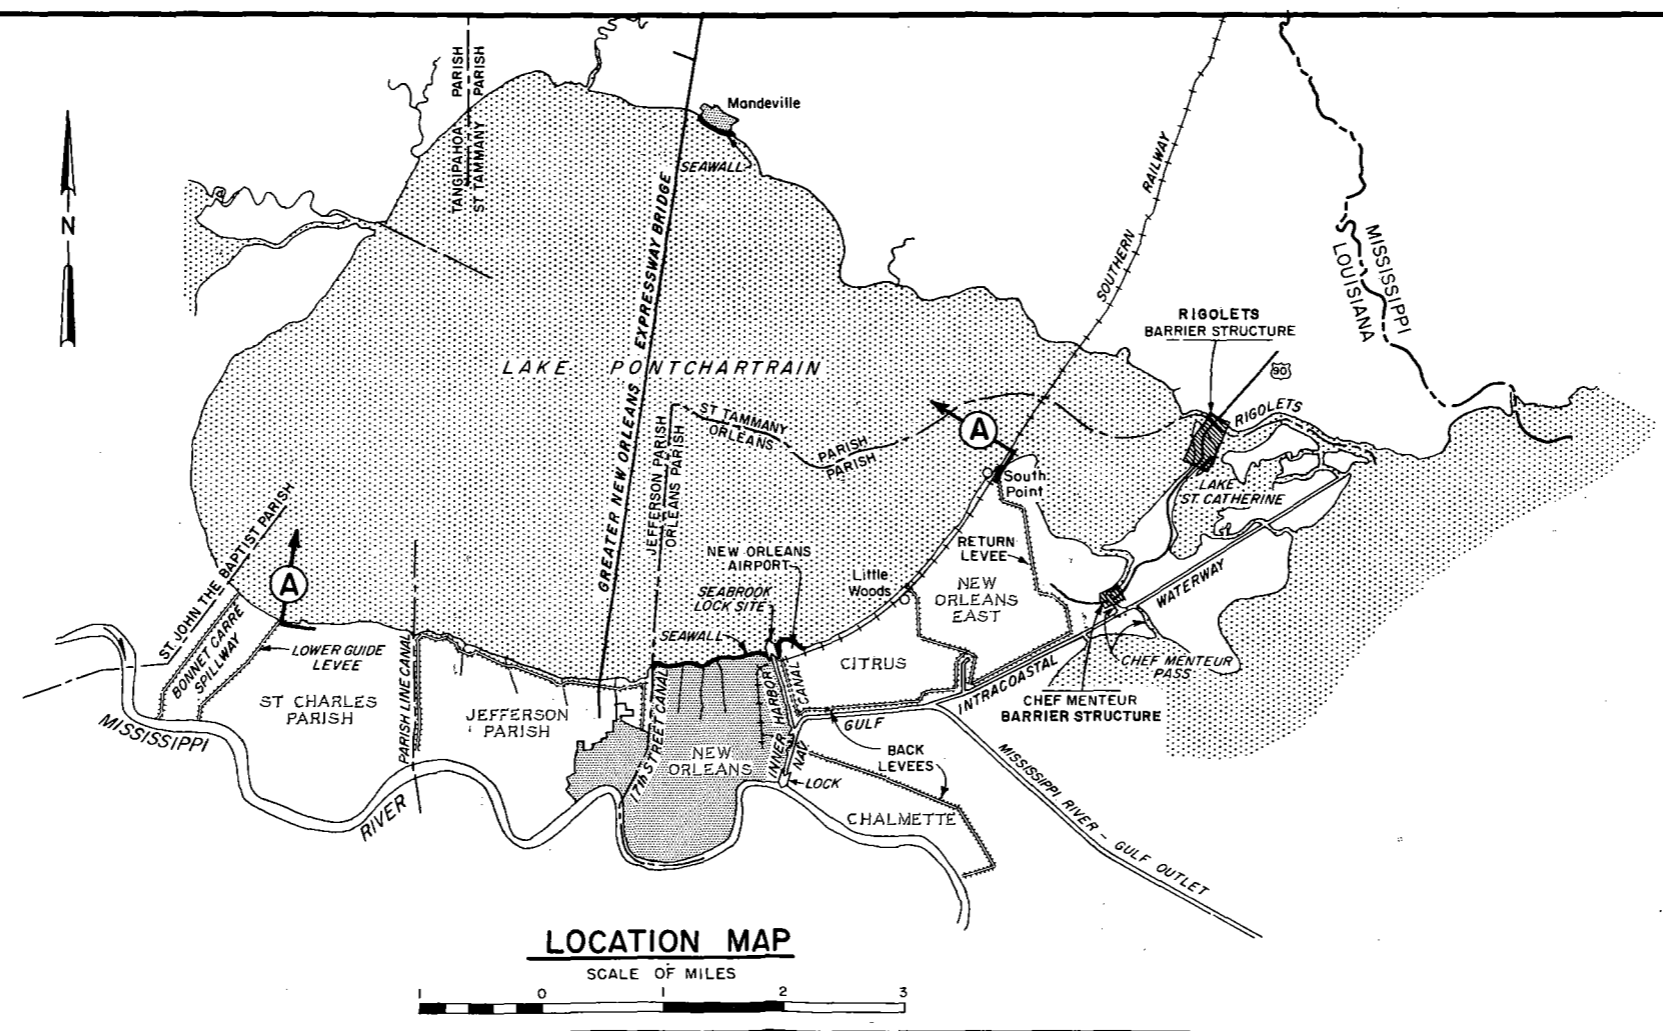 TANGIPAHOA PARISH
ST TAMMANY PARISH
Mandeville
SEAWALL
N
GREATER NEW ORLEANS EXPRESSWAY BRIDGE
SOUTHERN RAILWAY
MISSISSIPPI
LOUISIANA
RIGOLETS
BARRIER STRUCTURE
90
RIGOLETS
LAKE PONTCHARTRAIN
ST TAMMANY PARISH
ORLEANS PARISH
A
JEFFERSON PARISH
ORLEANS PARISH
South
Point
LAKE
ST. CATHERINE
ST. JOHN THE BAPTIST PARISH
A
BONNET CARRE
SPILLWAY
LOWER GUIDE
LEVEE
NEW ORLEANS
AIRPORT
SEABROOK
LOCK SITE
SEAWALL
Little
Woods
RETURN
LEVEE
NEW
ORLEANS
EAST
WATERWAY
CITRUS
CHEF MENTEUR
PASS
INTRACOASTAL
CHEF MENTEUR
BARRIER STRUCTURE
GULF
ST CHARLES
PARISH
PARISH LINE CANAL
JEFFERSON
PARISH
17th STREET CANAL
NEW
ORLEANS
INNER HARBOR
NAV. CANAL
MISSISSIPPI
RIVER
BACK
LEVEES
LOCK
CHALMETTE
MISSISSIPPI RIVER - GULF OUTLET
LOCATION MAP
SCALE OF MILES
1 0 1 2 3